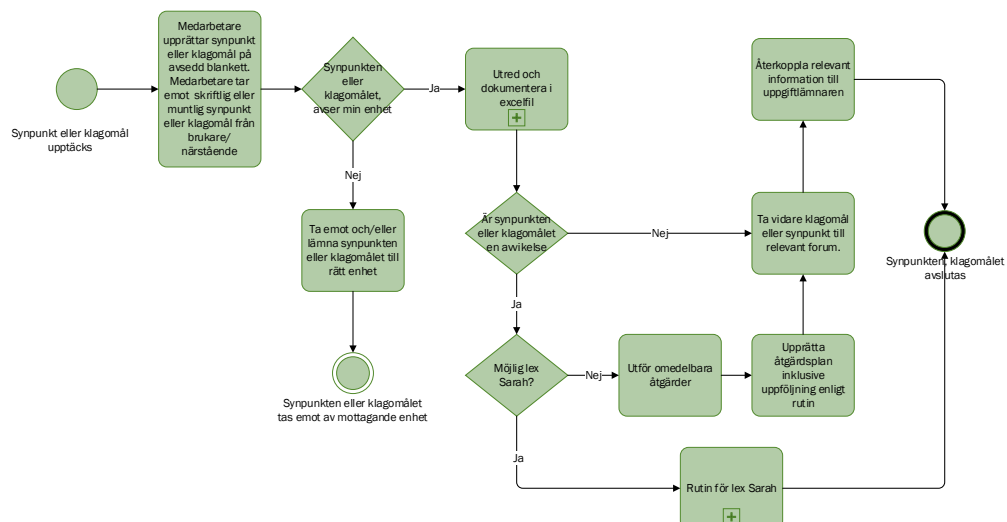 Synpunkt eller klagomål
upptäcks
Medarbetare
upprättar synpunkt
eller klagomål på
avsedd blankett.
Medarbetare tar
emot skriftlig eller
muntlig synpunkt
eller klagomål från
brukare/
närstående
Synpunkten
eller
klagomålet,
avser min enhet
Ja
Utred och
dokumentera i
excelfil
Återkoppla relevant
information till
uppgiftlämnaren
Nej
Ta emot och/eller
lämna synpunkten
eller klagomålet till
rätt enhet
Synpunkten eller klagomålet
tas emot av mottagande enhet
Är synpunkten
eller klagomålet
en avvikelse
Nej
Ta vidare klagomål
eller synpunkt till
relevant forum.
Synpunkten, klagomålet
avslutas
Ja
Möjlig lex
Sarah?
Nej
Utför omedelbara
åtgärder
Upprätta
åtgärdsplan
inklusive
uppföljning enligt
rutin
Ja
Rutin för lex Sarah